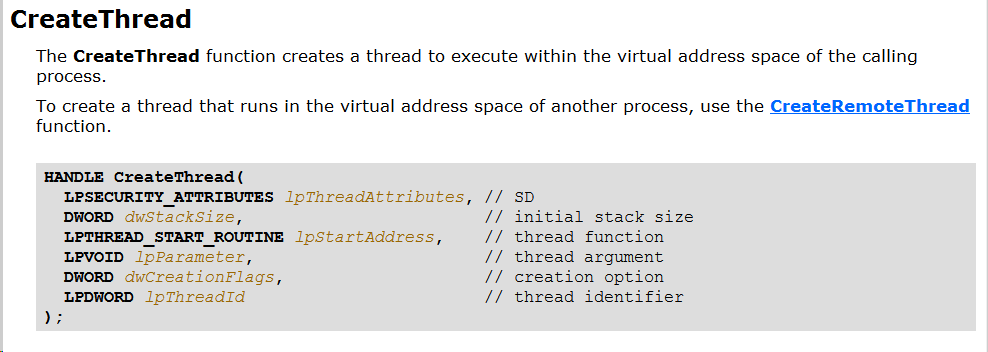 CreateThread
The CreateThread function creates a thread to execute within the virtual address space of the calling
process.
To create a thread that runs in the virtual address space of another process, use the CreateRemoteThread
function.
HANDLE CreateThread(
  LPSECURITY_ATTRIBUTES lpThreadAttributes, // SD
  DWORD dwStackSize,                        // initial stack size
  LPTHREAD_START_ROUTINE lpStartAddress,    // thread function
  LPVOID lpParameter,                       // thread argument
  DWORD dwCreationFlags,                    // creation option
  LPDWORD lpThreadId                        // thread identifier
);